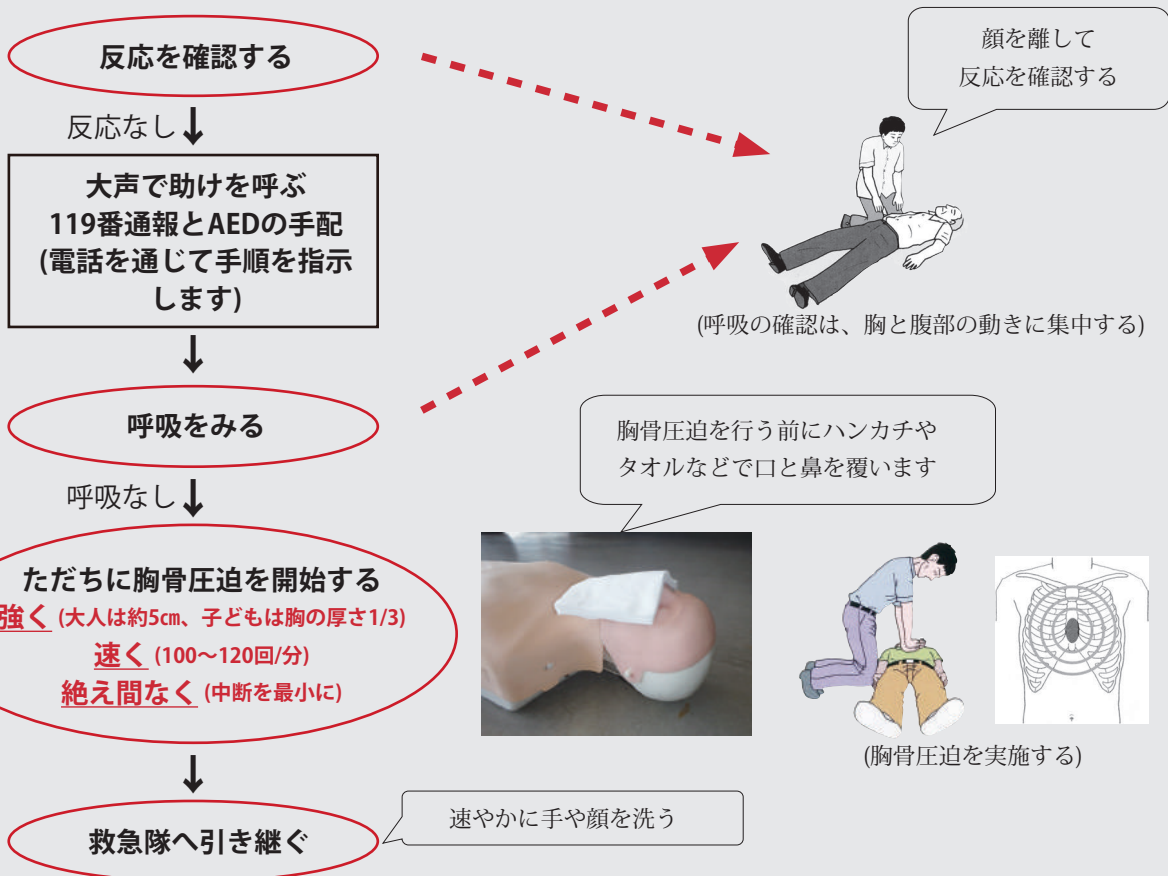 反応を確認する
反応なし
大声で助けを呼ぶ
119番通報とAEDの手配
(電話を通じて手順を指示
します)
呼吸をみる
呼吸なし
ただちに胸骨圧迫を開始する
強く (大人は約5㎝、子どもは胸の厚さ1/3)
速く (100〜120回/分)
絶え間なく (中断を最小に)
救急隊へ引き継ぐ
顔を離して
反応を確認する
(呼吸の確認は、胸と腹部の動きに集中する)
胸骨圧迫を行う前にハンカチや
タオルなどで口と鼻を覆います
(胸骨圧迫を実施する)
速やかに手や顔を洗う